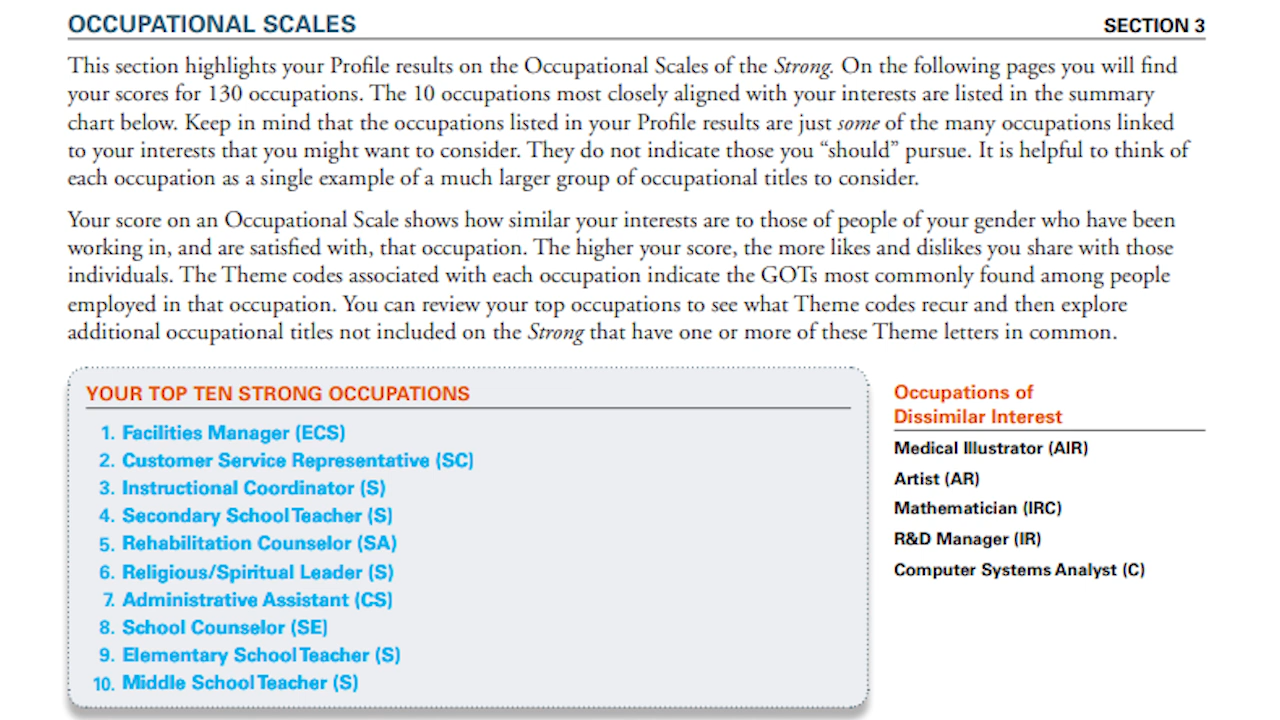 OCCUPATIONAL SCALES
SECTION 3
This section highlights your Profile results on the Occupational Scales of the Strong. On the following pages you will find
your scores for 130 occupations. The 10 occupations most closely aligned with your interests are listed in the summary
chart below. Keep in mind that the occupations listed in your Profile results are just some of the many occupations linked
to your interests that you might want to consider. They do not indicate those you “should” pursue. It is helpful to think of
each occupation as a single example of a much larger group of occupational titles to consider.
Your score on an Occupational Scale shows how similar your interests are to those of people of your gender who have been
working in, and are satisfied with, that occupation. The higher your score, the more likes and dislikes you share with those
individuals. The Theme codes associated with each occupation indicate the GOTs most commonly found among people
employed in that occupation. You can review your top occupations to see what Theme codes recur and then explore
additional occupational titles not included on the Strong that have one or more of these Theme letters in common.
YOUR TOP TEN STRONG OCCUPATIONS
1. Facilities Manager (ECS)
2. Customer Service Representative (SC)
3. Instructional Coordinator (S)
4. Secondary School Teacher (S)
5. Rehabilitation Counselor (SA)
6. Religious/Spiritual Leader (S)
7. Administrative Assistant (CS)
8. School Counselor (SE)
9. Elementary School Teacher (S)
10. Middle School Teacher (S)
Occupations of
Dissimilar Interest
Medical Illustrator (AIR)
Artist (AR)
Mathematician (IRC)
R&D Manager (IR)
Computer Systems Analyst (C)